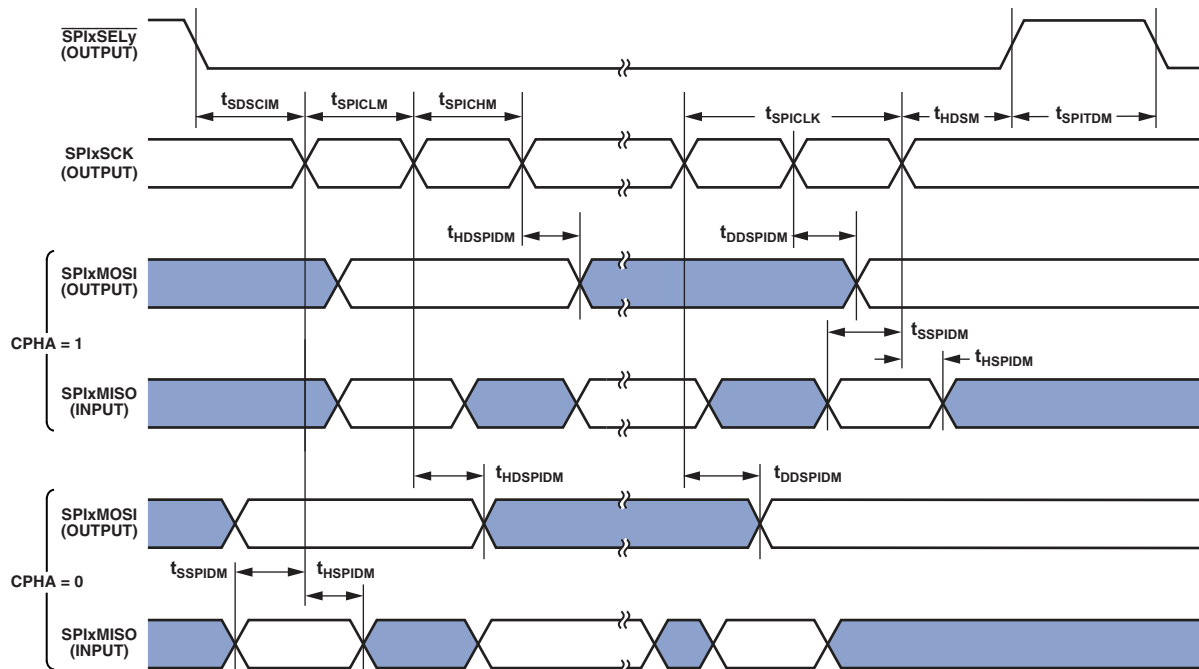 SPIxSELy
(OUTPUT)
tSDSCIM tSPICLM tSPICHM tSPICLK tHDSM tSPITDM
SPIxSCK
(OUTPUT)
tHDSPIDM tDDSPIDM
SPIxMOSI
(OUTPUT)
tSSPIDM
CPHA = 1
tHSPIDM
SPIxMISO
(INPUT)
tHDSPIDM tDDSPIDM
SPIxMOSI
(OUTPUT)
tSSPIDM tHSPIDM
CPHA = 0
SPIxMISO
(INPUT)